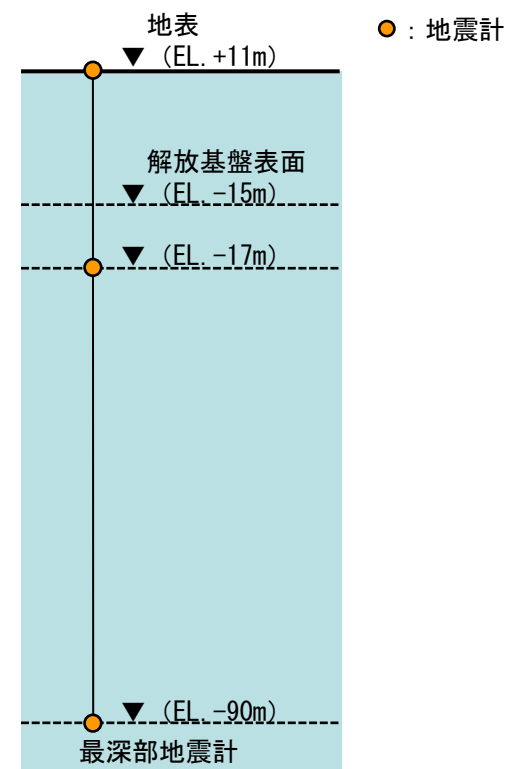 地表
▼ (EL.+11m)
:地震計
解放基盤表面
▼ (EL.-15m)
▼ (EL.-17m)
▼ (EL.-90m)
最深部地震計